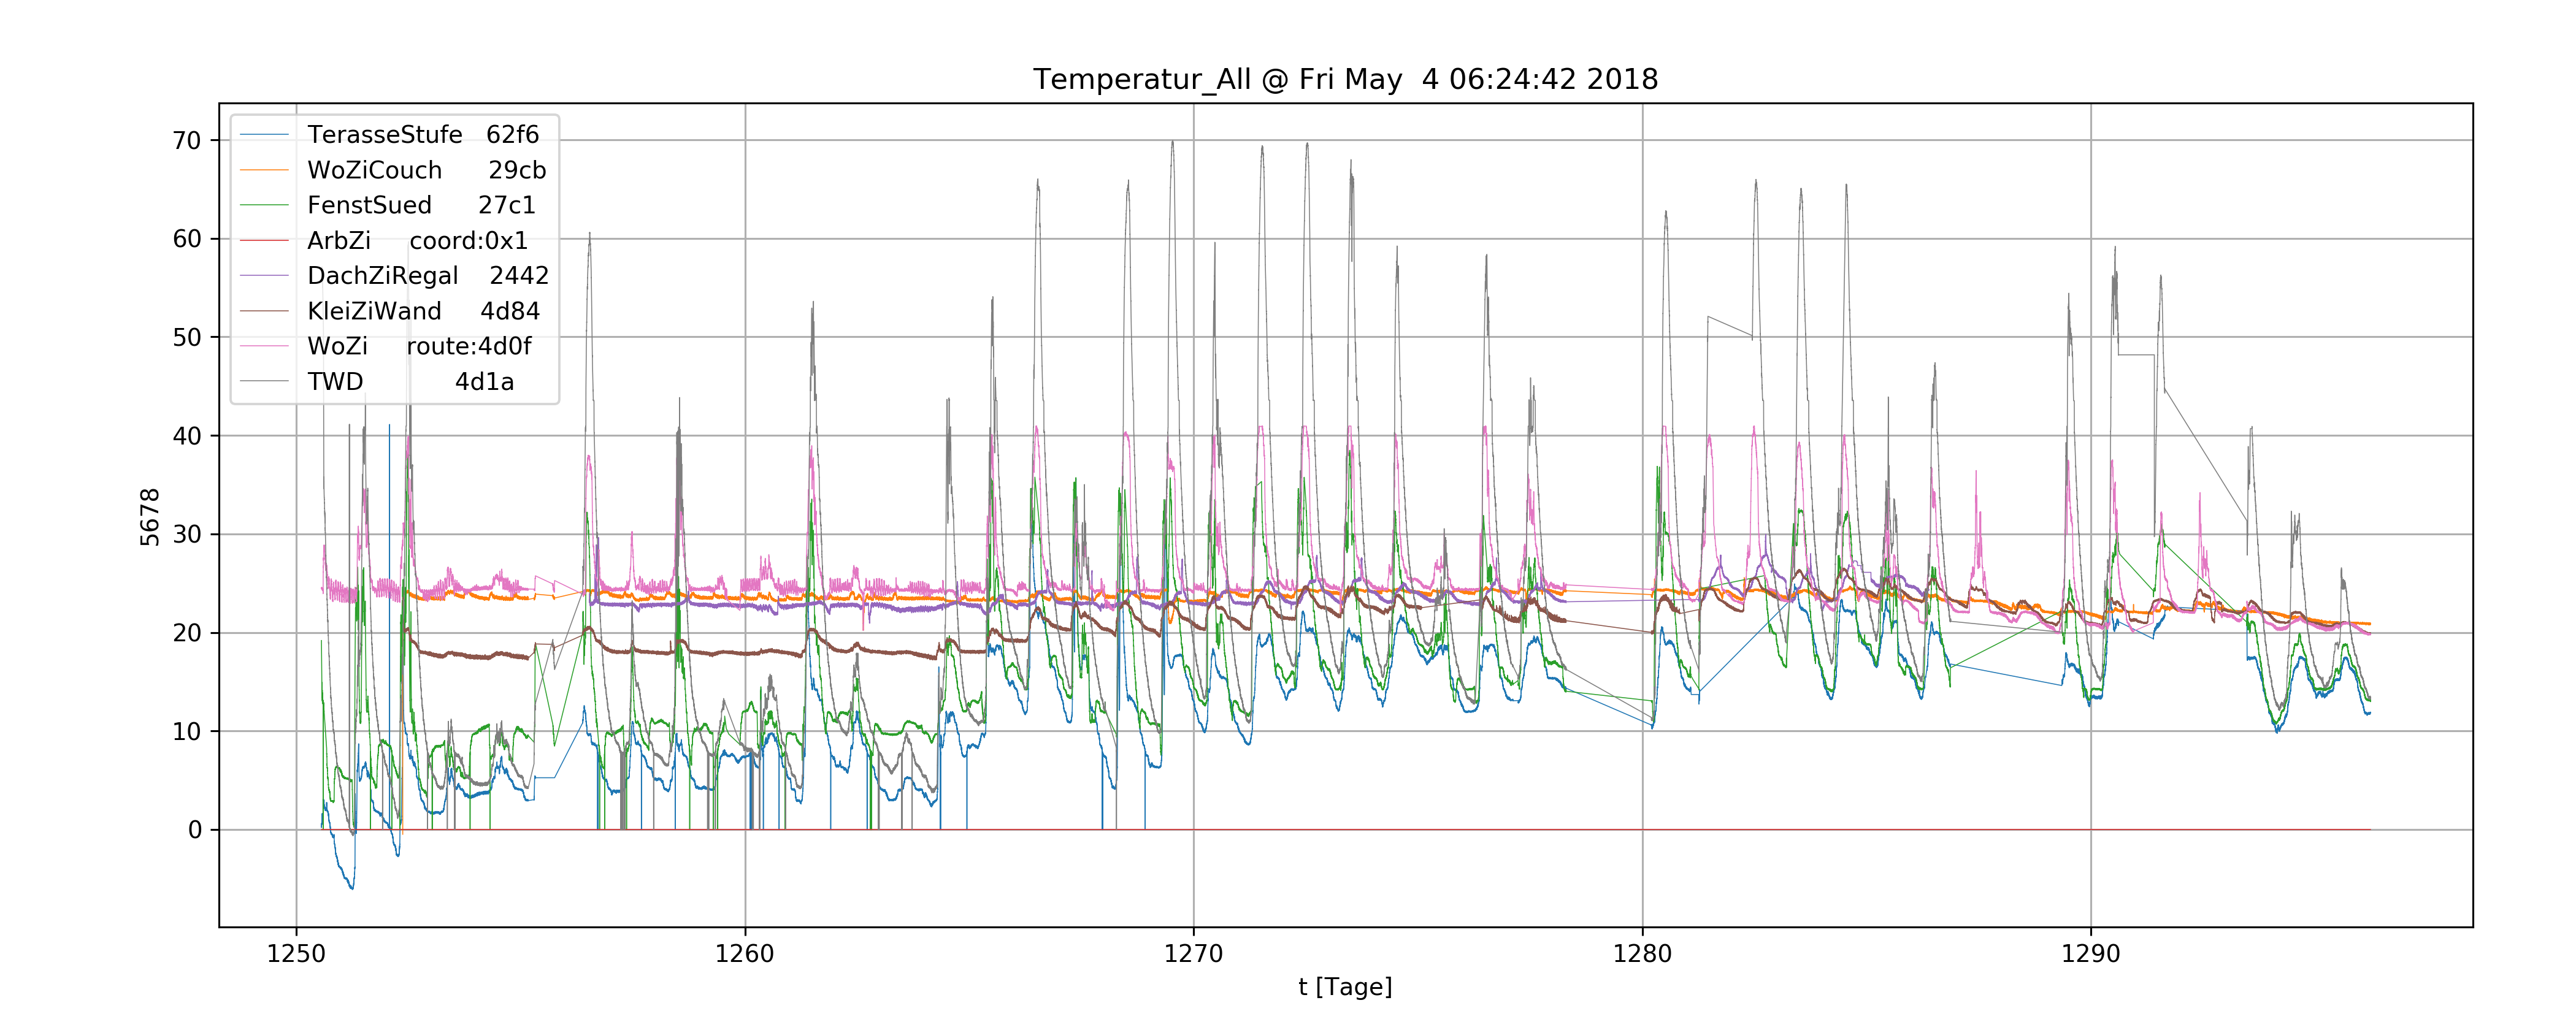 Temperatur_All @ Fri May  4 06:24:42 2018
70
60
50
40
30
20
10
0
5678
TerasseStufe 62f6
WoZiCouch 29cb
FenstSued 27c1
ArbZi coord:0x1
DachZiRegal 2442
KleiZiWand 4d84
WoZi route:4d0f
TWD 4d1a
1250 1260 1270 1280 1290
t [Tage]